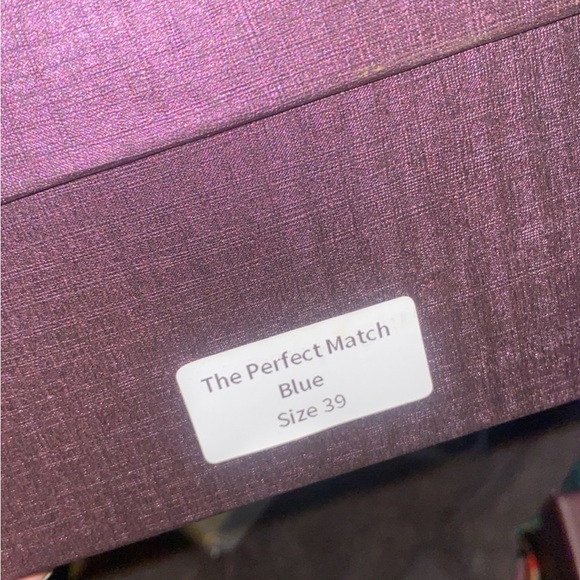 The Perfect Match
Blue
Size 39